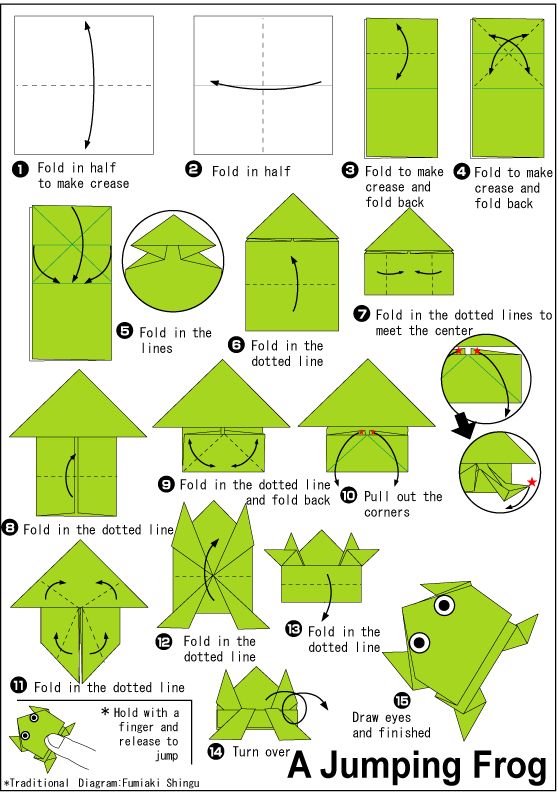 1 Fold in half
to make crease
2 Fold in half
3 Fold to make
crease and
fold back
4 Fold to make
crease and
fold back
5 Fold in the
lines
6 Fold in the
dotted line
7 Fold in the dotted lines to
meet the center
8 Fold in the dotted line
9 Fold in the dotted line
and fold back
10 Pull out the
corners
11 Fold in the dotted line
12 Fold in the
dotted line
13 Fold in the
dotted line
14 Turn over
15
Draw eyes
and finished
* Hold with a
finger and
release to
jump
A Jumping Frog
*Traditional Diagram:Fumiaki Shingu